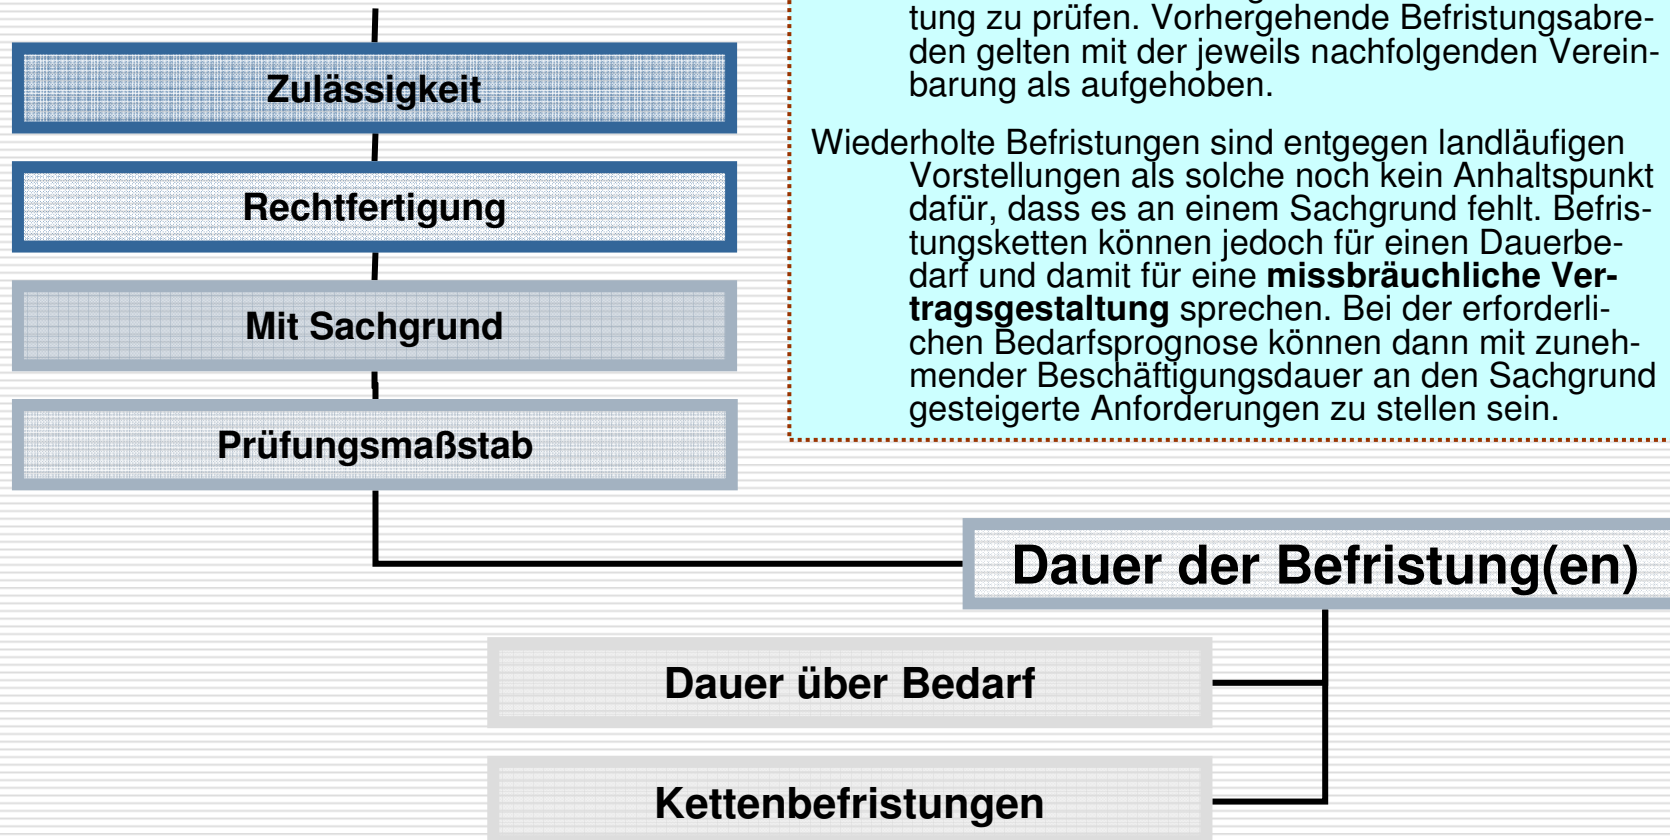 tung zu prüfen. Vorhergehende Befristungsabre-
den gelten mit der jeweils nachfolgenden Verein-
barung als aufgehoben.
Wiederholte Befristungen sind entgegen landläufigen
Vorstellungen als solche noch kein Anhaltspunkt
dafür, dass es an einem Sachgrund fehlt. Befris-
tungsketten können jedoch für einen Dauerbe-
darf und damit für eine missbräuchliche Ver-
tragsgestaltung sprechen. Bei der erforderli-
chen Bedarfsprognose können dann mit zuneh-
mender Beschäftigungsdauer an den Sachgrund
gesteigerte Anforderungen zu stellen sein.
Zulässigkeit
Rechtfertigung
Mit Sachgrund
Prüfungsmaßstab
Dauer der Befristung(en)
Dauer über Bedarf
Kettenbefristungen